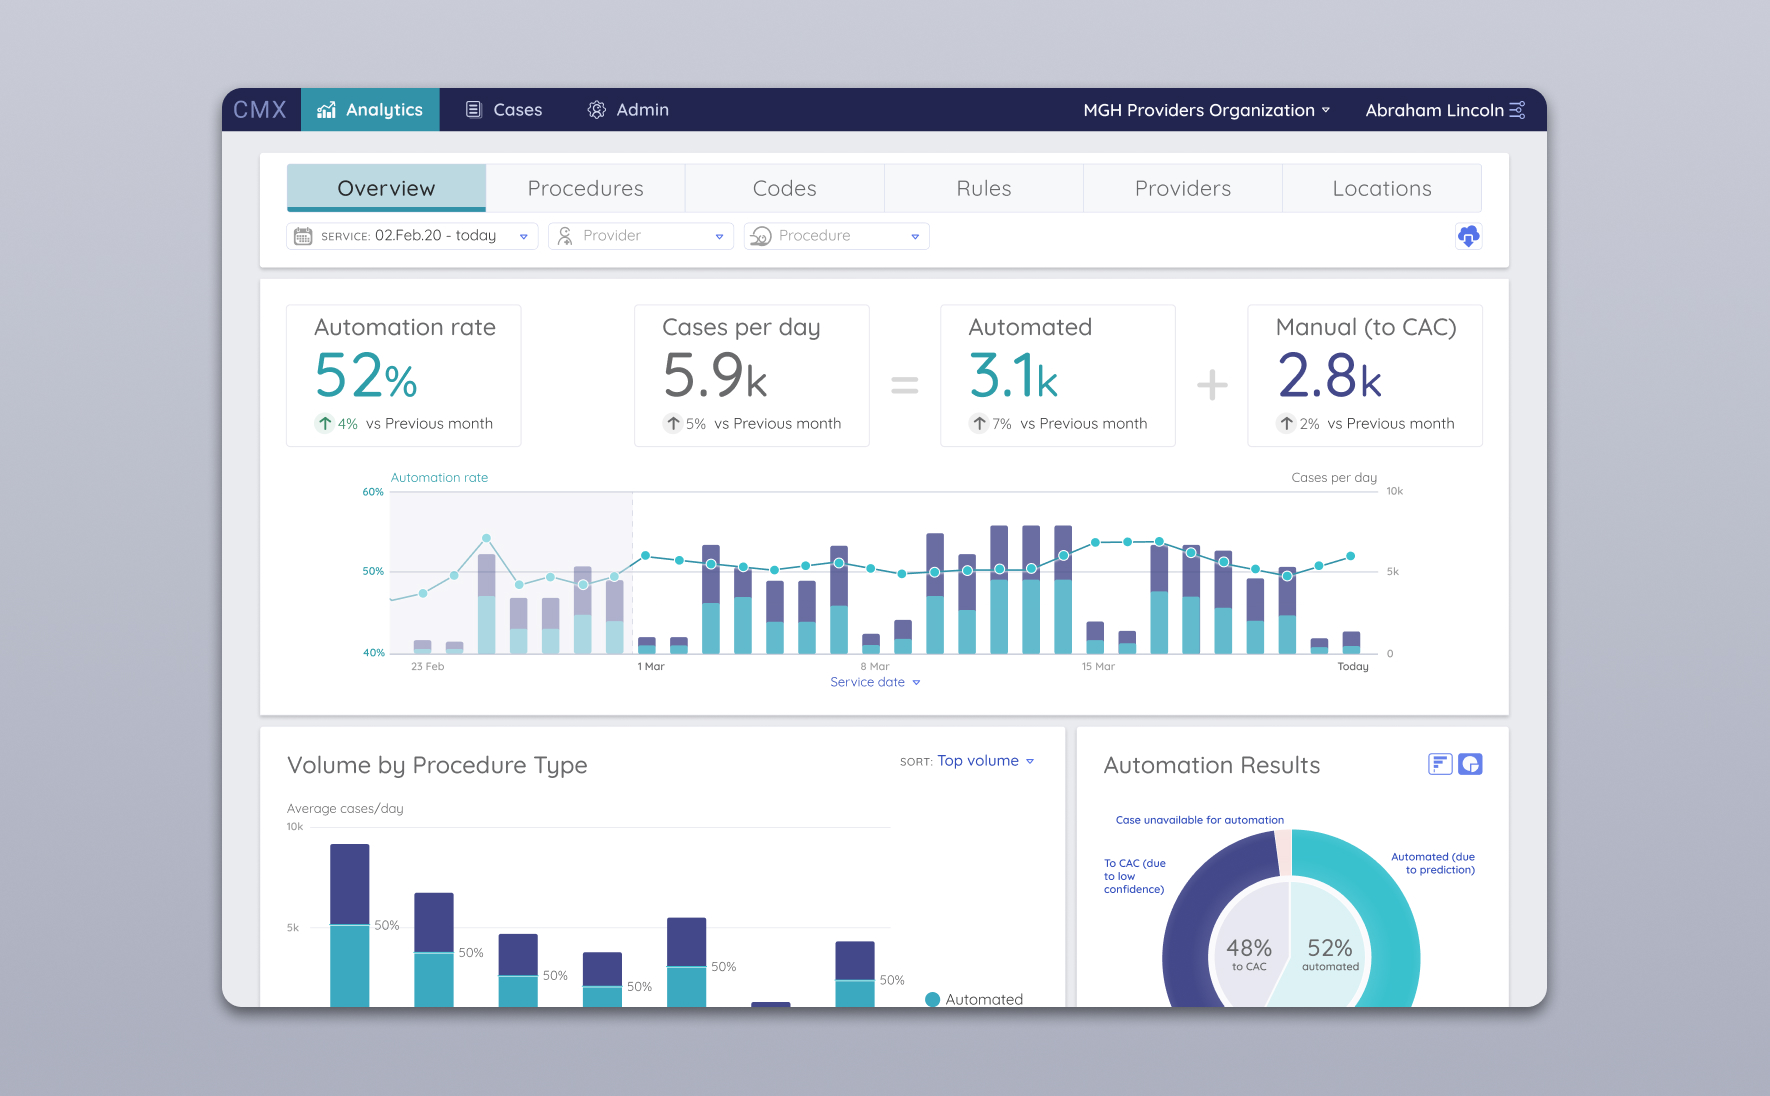 CMX
Analytics
Cases
Admin
MGH Providers Organization
Abraham Lincoln
Overview
Procedures
Codes
Rules
Providers
Locations
SERVICE: 02.Feb.20 - today
Provider
Procedure
Automation rate
52%
4% vs Previous month
Cases per day
5.9k
5% vs Previous month
=
Automated
3.1k
7% vs Previous month
+
Manual (to CAC)
2.8k
2% vs Previous month
Automation rate
Cases per day
60%
10k
50%
5k
40%
0
23 Feb
1 Mar
8 Mar
15 Mar
Today
Service date
Volume by Procedure Type
SORT: Top volume
Average cases/day
10k
5k
50%
50%
50%
50%
50%
50%
Automated
Automation Results
Case unavailable for automation
To CAC (due
to low
confidence)
Automated (due
to prediction)
48%
to CAC
52%
automated